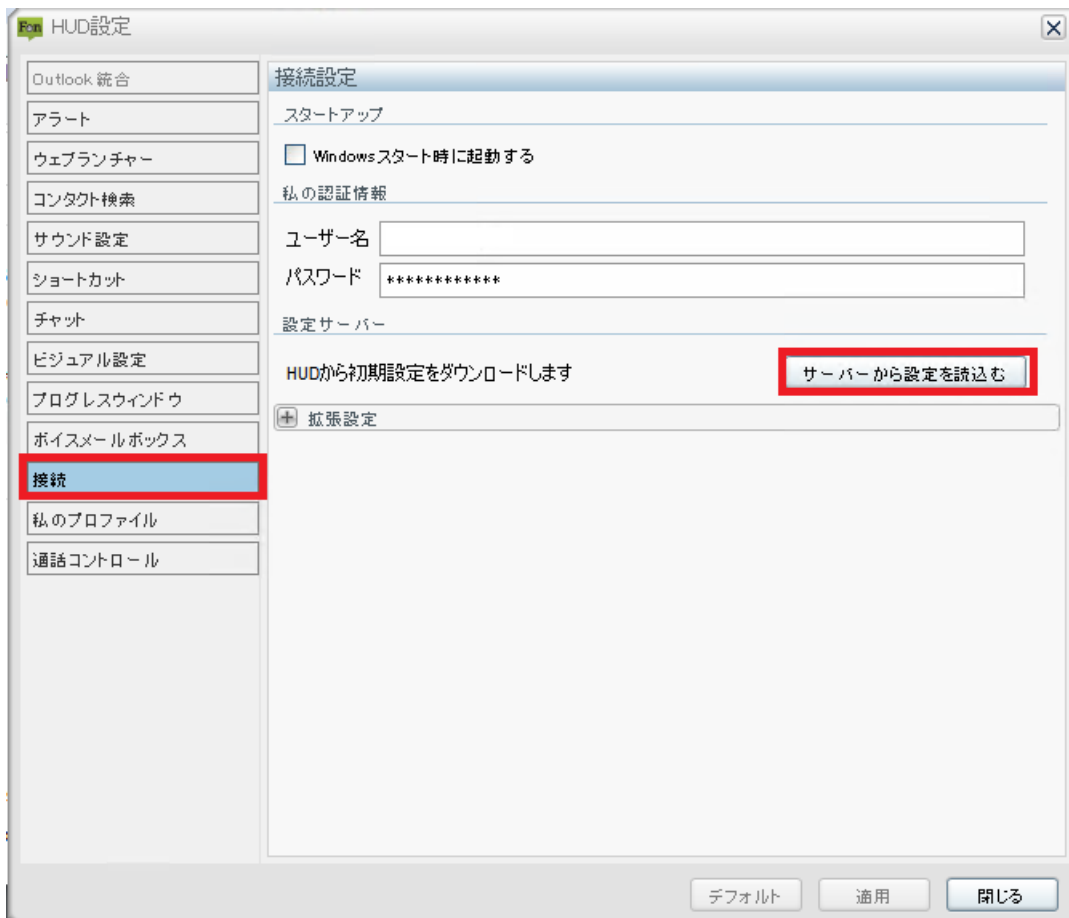 Fon HUD設定
Outlook 統合
アラート
ウェブランチャー
コンタクト検索
サウンド設定
ショートカット
チャット
ビジュアル設定
プログレスウィンドウ
ボイスメールボックス
接続
私のプロファイル
通話コントロール
接続設定
スタートアップ
Windowsスタート時に起動する
私の認証情報
ユーザー名
パスワード ************
設定サーバー
HUDから初期設定をダウンロードします サーバーから設定を読込む
拡張設定
デフォルト 適用 閉じる